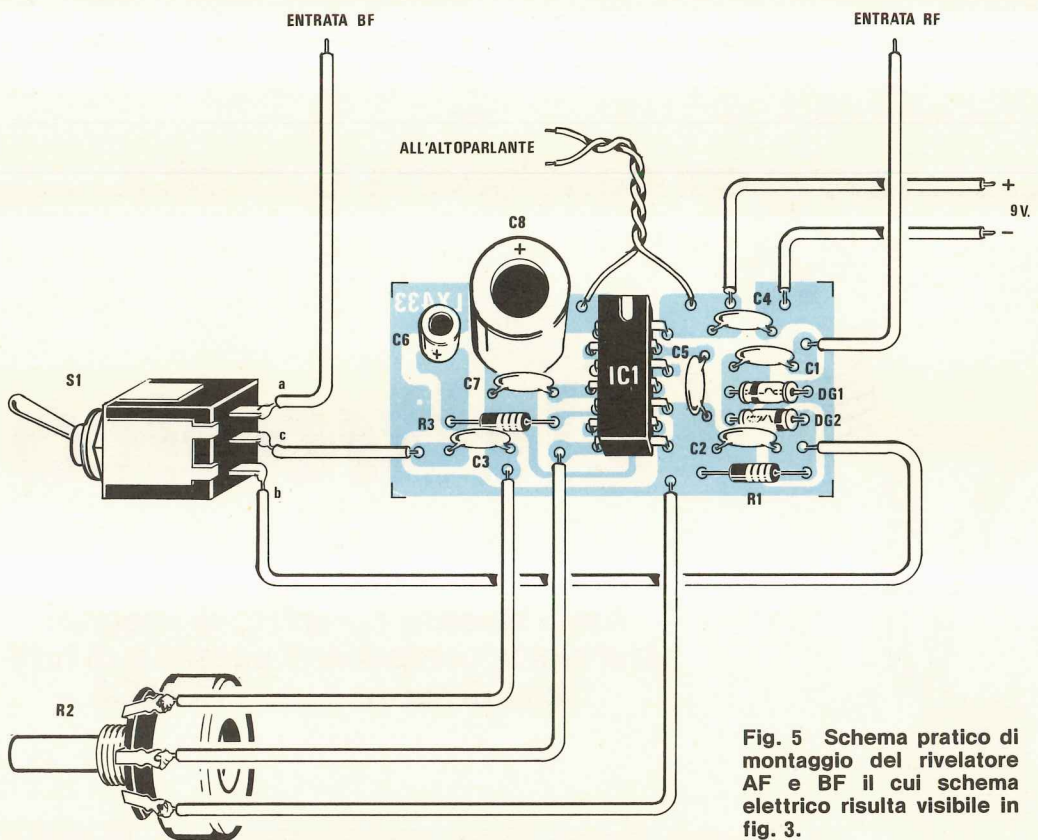 ENTRATA BF
ENTRATA RF
ALL'ALTOPARLANTE
+
9V.
-
C8
+
C4
LX433
C6
+
C5
C1
S1
a
IC1
C7
DG1
R3
DG2
c
C3
C2
b
R1
R2
Fig. 5 Schema pratico di
montaggio del rivelatore
AF e BF il cui schema
elettrico risulta visibile in
fig. 3.